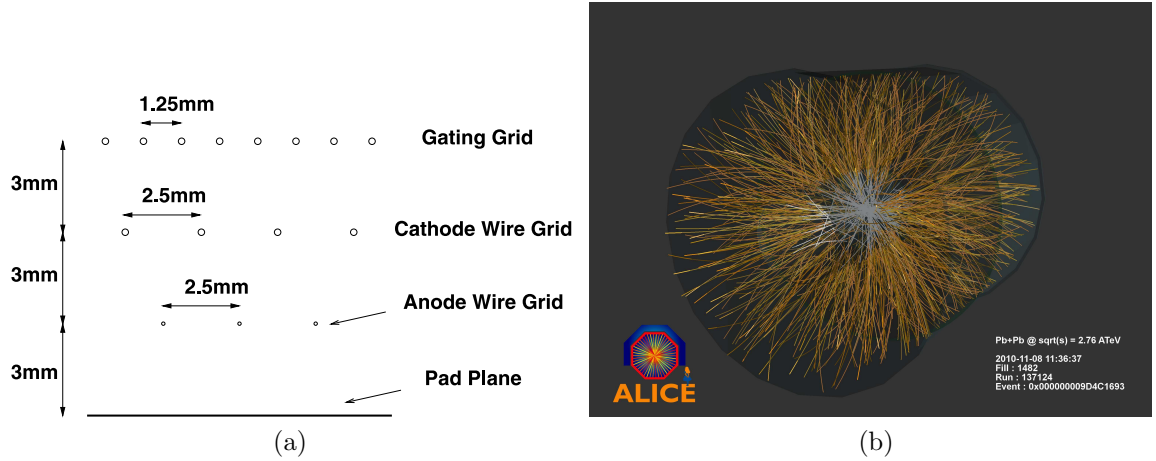 1.25mm
Gating Grid
3mm
2.5mm
Cathode Wire Grid
3mm
2.5mm
Anode Wire Grid
3mm
Pad Plane
(a)
Pb+Pb @ sqrt(s) = 2.76 ATeV
2010-11-08 11:36:37
Fill : 1482
Run : 137124
Event : 0x000000009D4C1693
ALICE
(b)